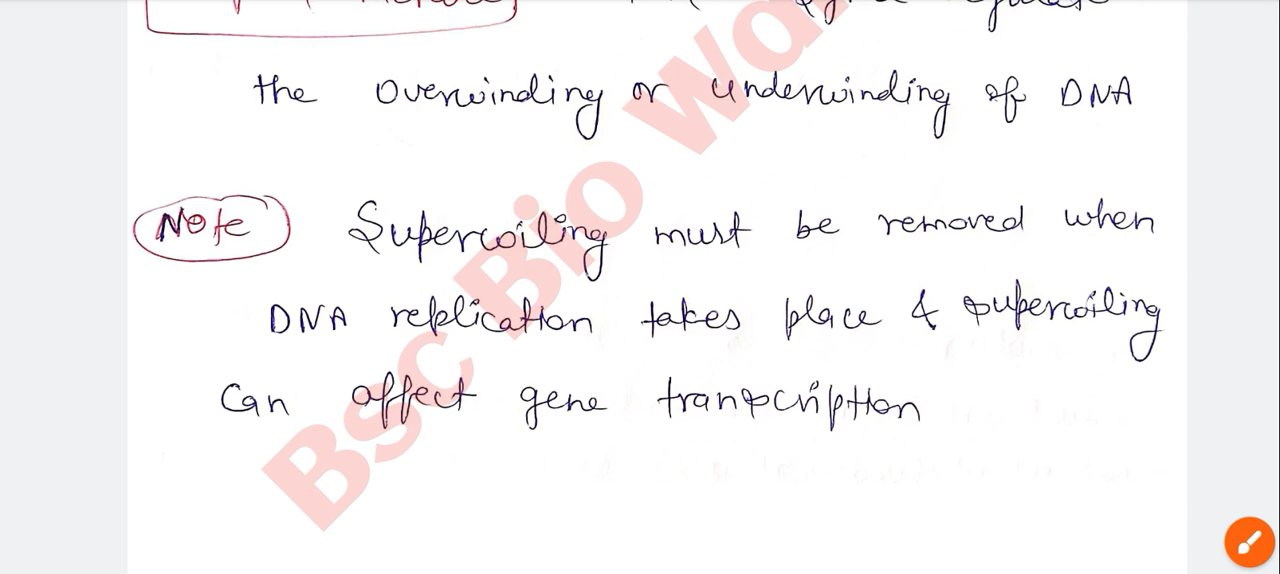 the overwinding or underwinding of DNA
Note Supercoiling must be removed when
DNA replication takes place & supercoiling
Can affect gene transcription
BSc Bio